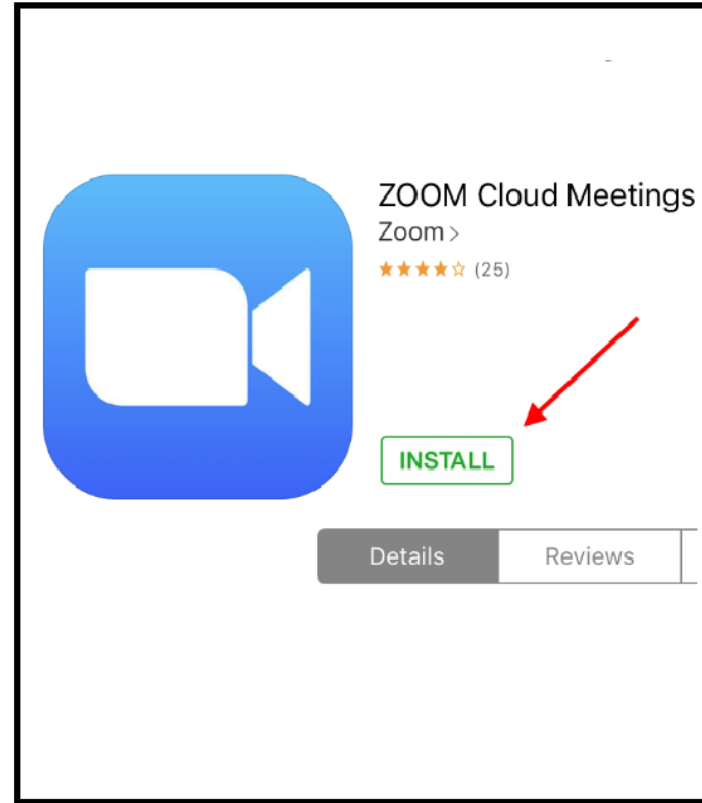 ZOOM Cloud Meetings
Zoom >
★★★★☆ (25)
INSTALL
Details Reviews